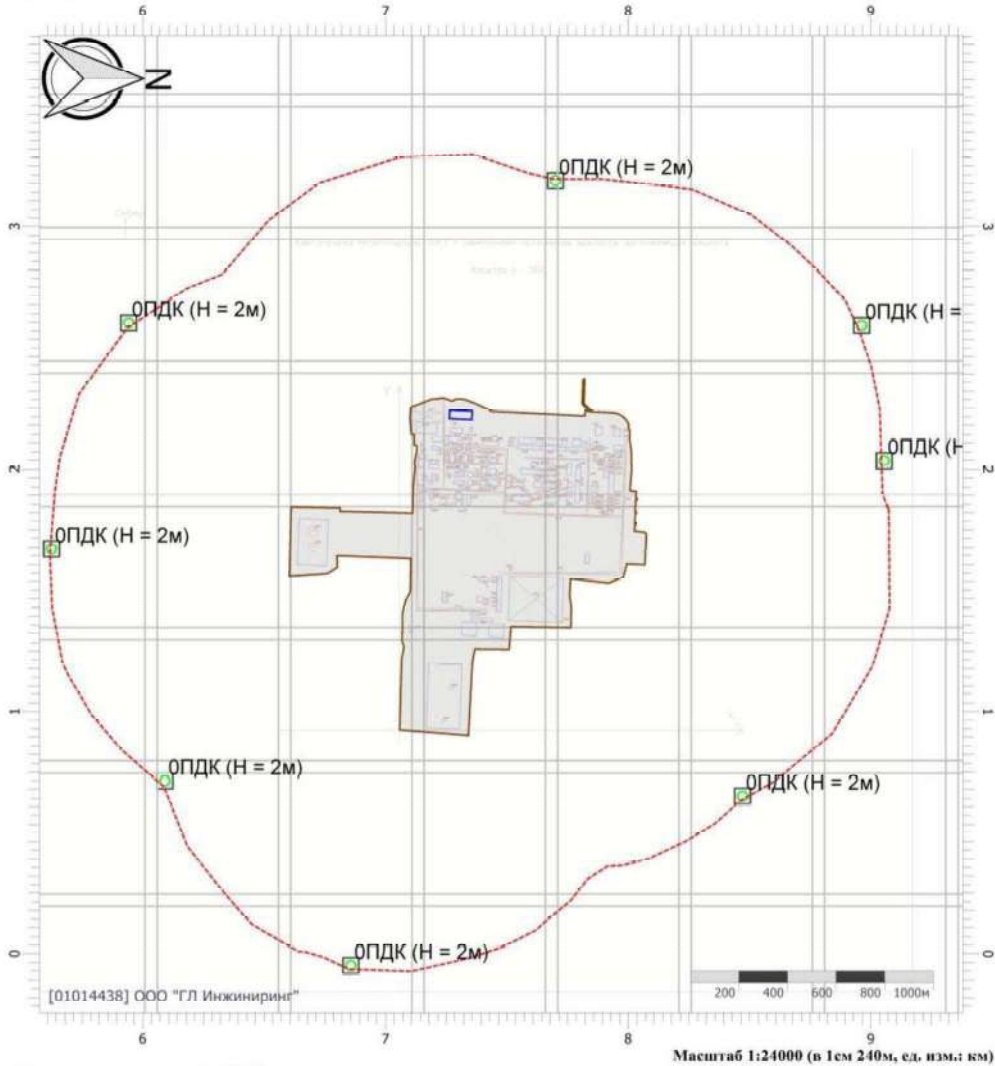 6 7 8 9
N
0ПДК (Н = 2м)
3 3
0ПДК (Н = 2м)
0ПДК (Н =
2 0ПДК (Н 2
0ПДК (Н = 2м)
1 1
0ПДК (Н = 2м)
0ПДК (Н = 2м)
0 0ПДК (Н = 2м) 0
[01014438] ООО "ГЛ Инжиниринг"
200 400 600 800 1000м
6 7 8 9
Масштаб 1:24000 (в 1см 240м, ед. изм.: км)